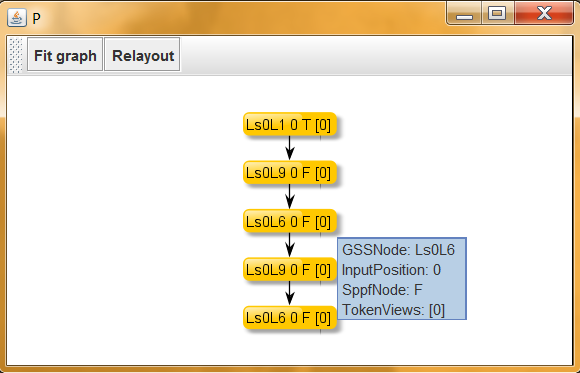 P
Fit graph Relayout
Ls0L1 0 T [0]
Ls0L9 0 F [0]
Ls0L6 0 F [0]
Ls0L9 0 F [0]
Ls0L6 0 F [0]
GSSNode: Ls0L6
InputPosition: 0
SppfNode: F
TokenViews: [0]